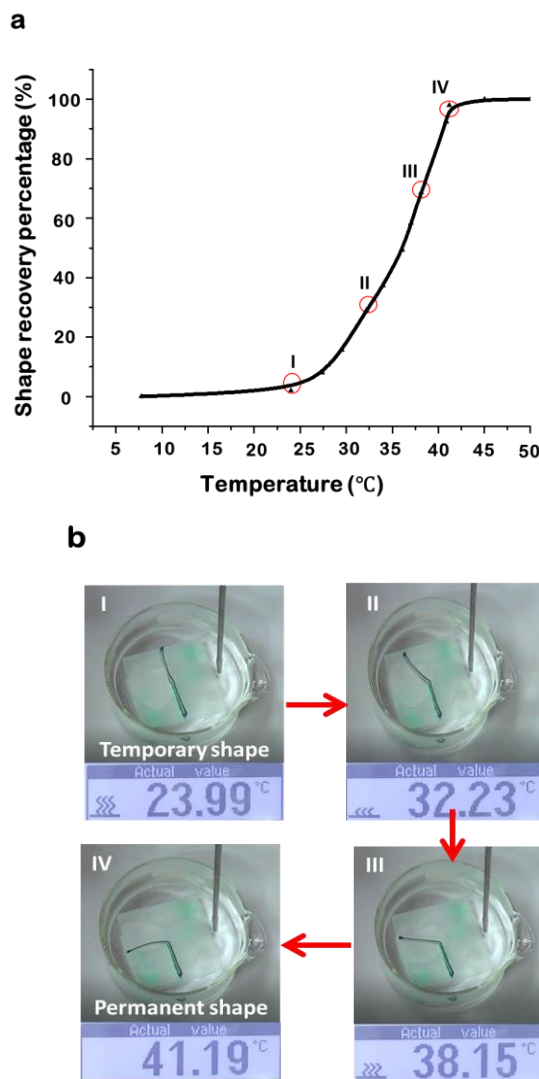 a
Shape recovery percentage (%)
100
80
60
40
20
0
I
II
III
IV
5 10 15 20 25 30 35 40 45 50
Temperature (℃)
b
I
Temporary shape
Actual value
23.99 °C
II
Actual value
32.23 °C
IV
Permanent shape
Actual value
41.19 °C
III
Actual value
38.15 °C